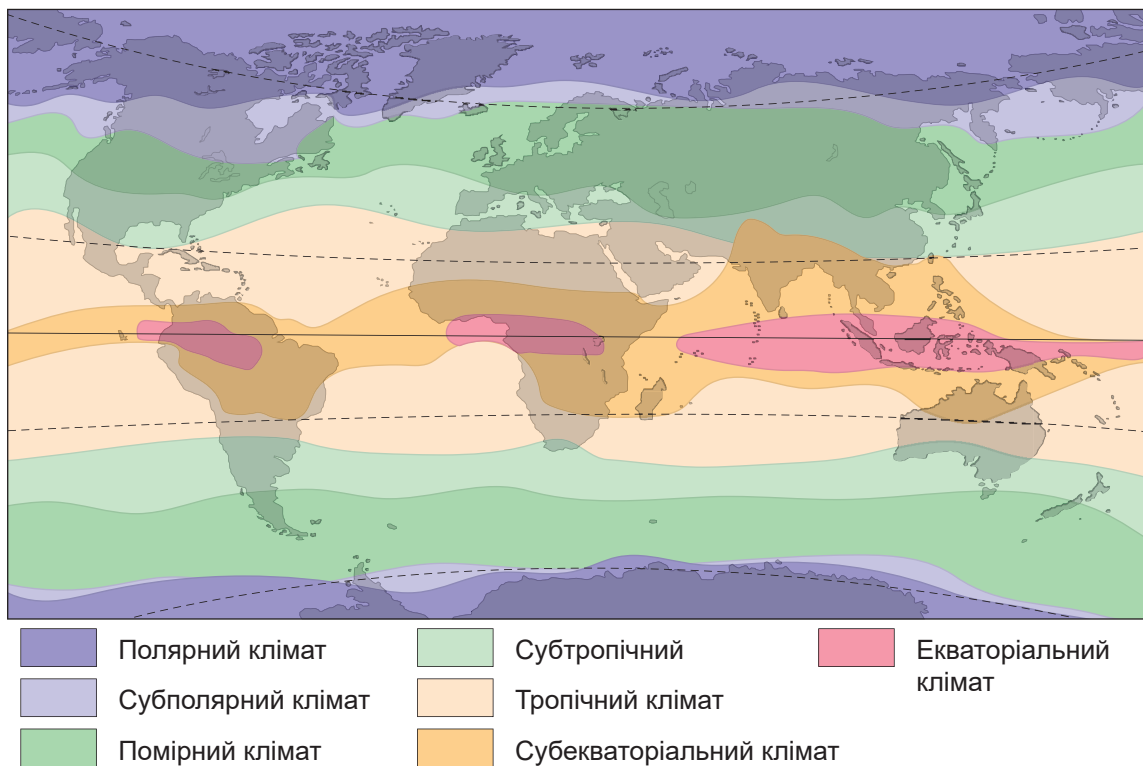 Полярний клімат
Субполярний клімат
Помірний клімат
Субтропічний
Тропічний клімат
Субекваторіальний клімат
Екваторіальний
клімат